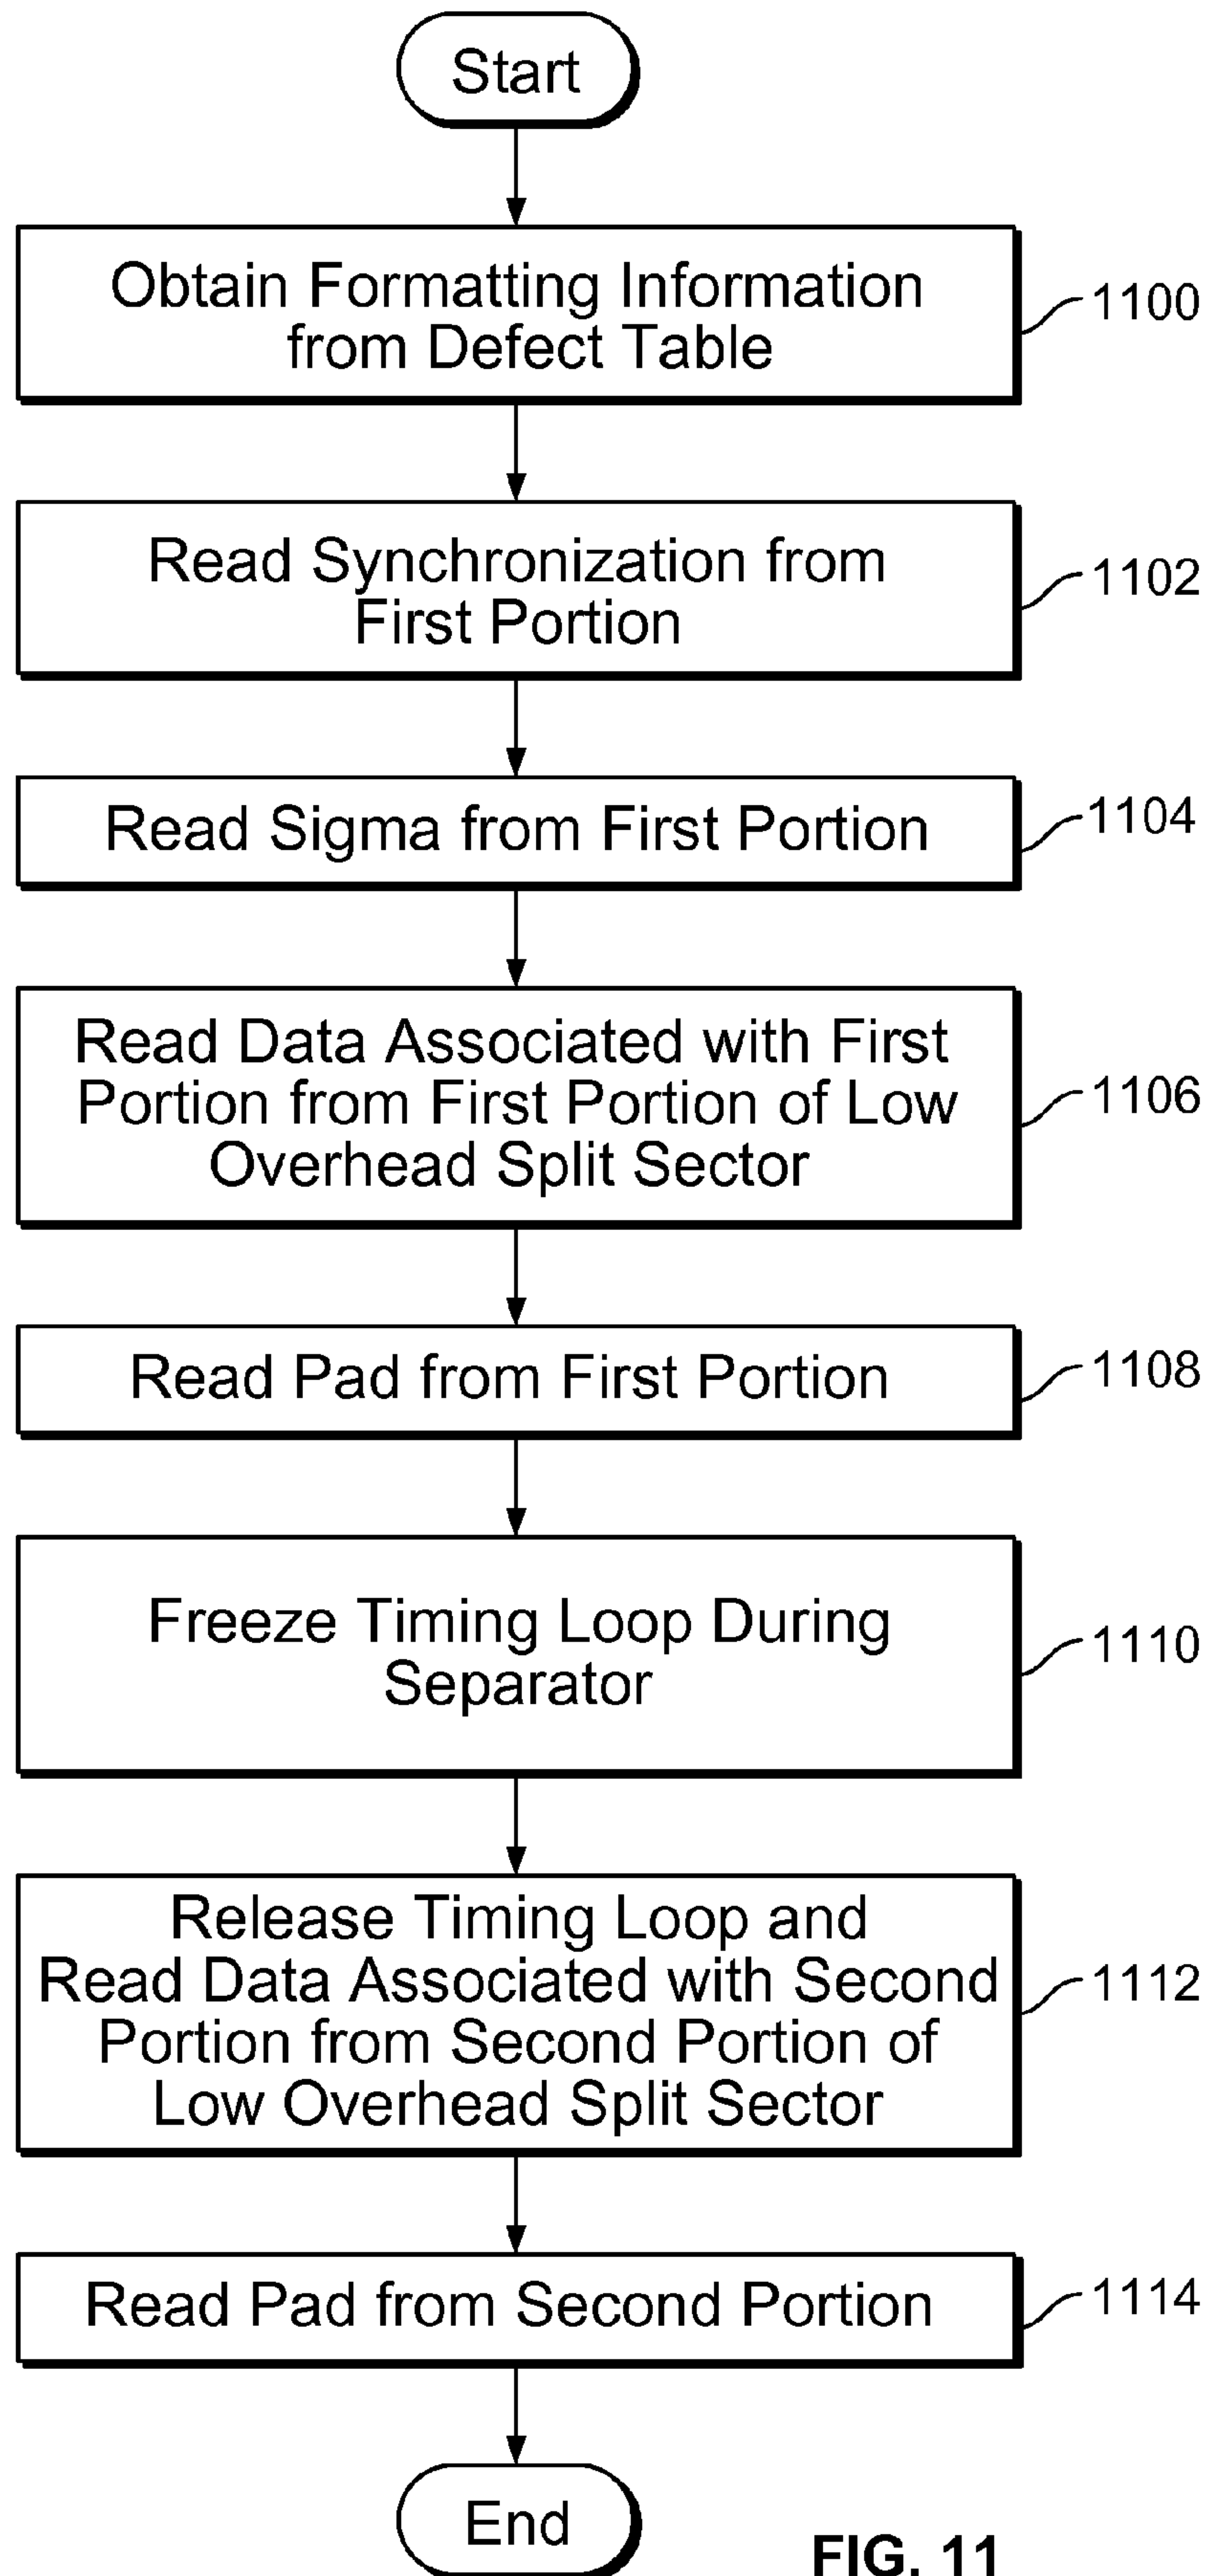 Start
Obtain Formatting Information
from Defect Table
1100
Read Synchronization from
First Portion
1102
Read Sigma from First Portion
1104
Read Data Associated with First
Portion from First Portion of Low
Overhead Split Sector
1106
Read Pad from First Portion
1108
Freeze Timing Loop During
Separator
1110
Release Timing Loop and
Read Data Associated with Second
Portion from Second Portion of
Low Overhead Split Sector
1112
Read Pad from Second Portion
1114
End
FIG. 11